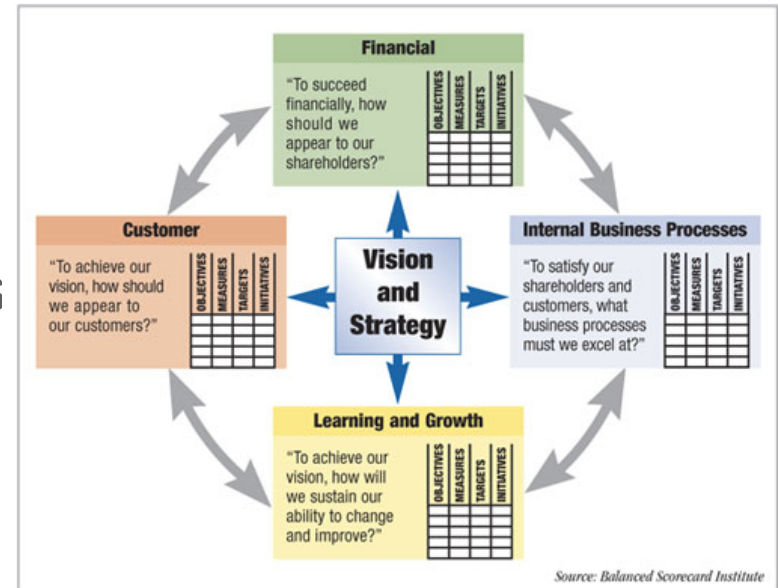 Financial
“To succeed
financially, how
should we
appear to our
shareholders?”
OBJECTIVES
MEASURES
TARGETS
INITIATIVES
Customer
“To achieve our
vision, how should
we appear to
our customers?”
OBJECTIVES
MEASURES
TARGETS
INITIATIVES
Vision
and
Strategy
Internal Business Processes
“To satisfy our
shareholders and
customers, what
business processes
must we excel at?”
OBJECTIVES
MEASURES
TARGETS
INITIATIVES
Learning and Growth
“To achieve our
vision, how will
we sustain our
ability to change
and improve?”
OBJECTIVES
MEASURES
TARGETS
INITIATIVES
Source: Balanced Scorecard Institute